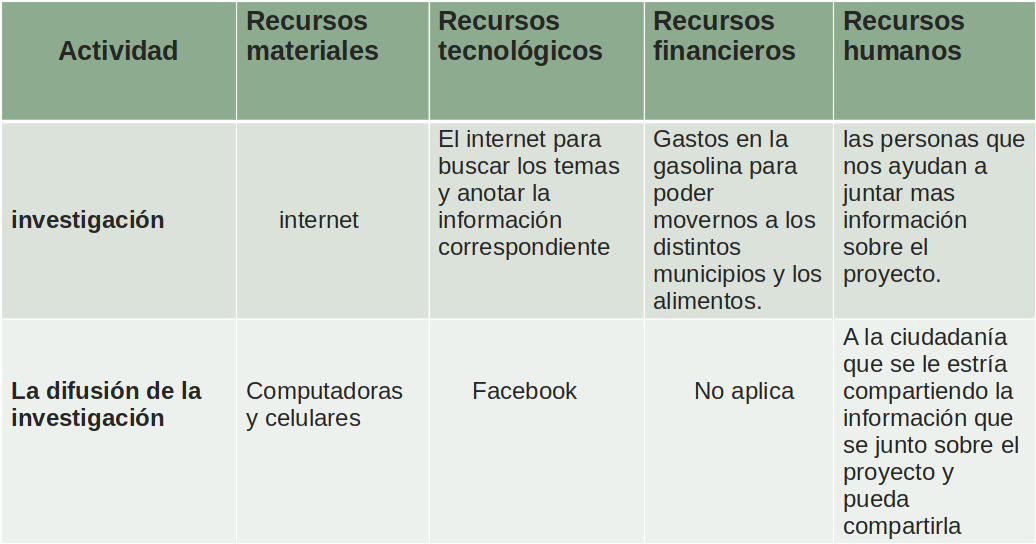 Actividad
Recursos
materiales
Recursos
tecnológicos
Recursos
financieros
Recursos
humanos
investigación
internet
El internet para
buscar los temas
y anotar la
información
correspondiente
Gastos en la
gasolina para
poder
movernos a los
distintos
municipios y los
alimentos.
las personas que
nos ayudan a
juntar mas
información
sobre el
proyecto.
La difusión de la
investigación
Computadoras
y celulares
Facebook
No aplica
A la ciudadanía
que se le estría
compartiendo la
información que
se junto sobre el
proyecto y
pueda
compartirla